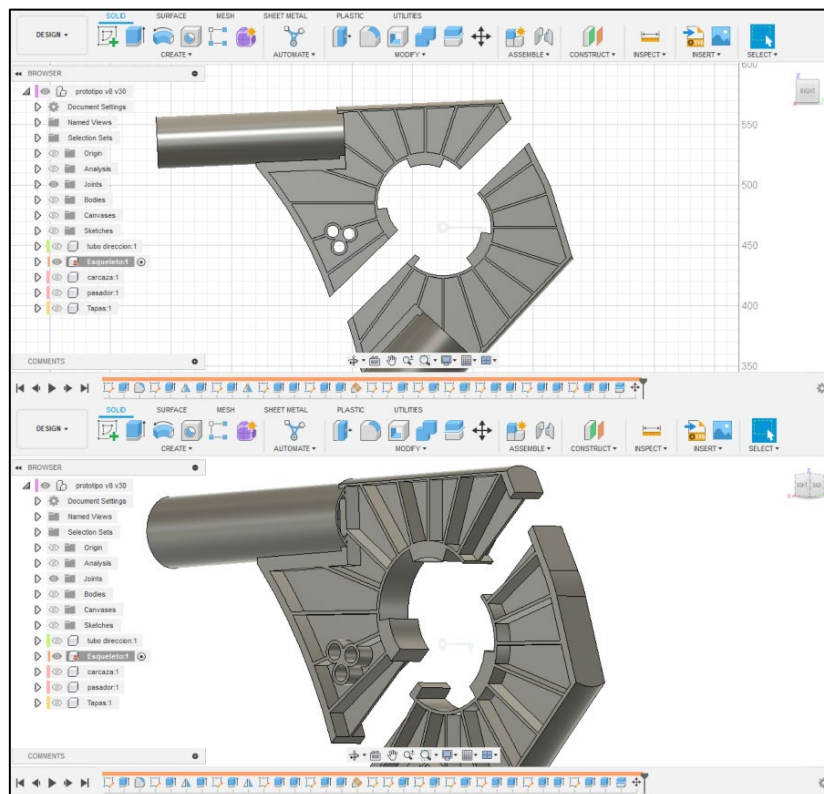 SOLID SURFACE MESH SHEET METAL PLASTIC UTILITIES
DESIGN
CREATE AUTOMATE MODIFY ASSEMBLE CONSTRUCT INSPECT INSERT SELECT
BROWSER
prototipo v8 v30
Document Settings
Named Views
Selection Sets
Origin
Analysis
Joints
Bodies
Canvases
Sketches
tubo direccion:1
Esqueleto:1
carcaza:1
pasador:1
Tapas:1
600
550
500
450
400
350
RIGHT
Z
COMMENTS
SOLID SURFACE MESH SHEET METAL PLASTIC UTILITIES
DESIGN
CREATE AUTOMATE MODIFY ASSEMBLE CONSTRUCT INSPECT INSERT SELECT
BROWSER
prototipo v8 v30
Document Settings
Named Views
Selection Sets
Origin
Analysis
Joints
Bodies
Canvases
Sketches
tubo direccion:1
Esqueleto:1
carcaza:1
pasador:1
Tapas:1
COMMENTS